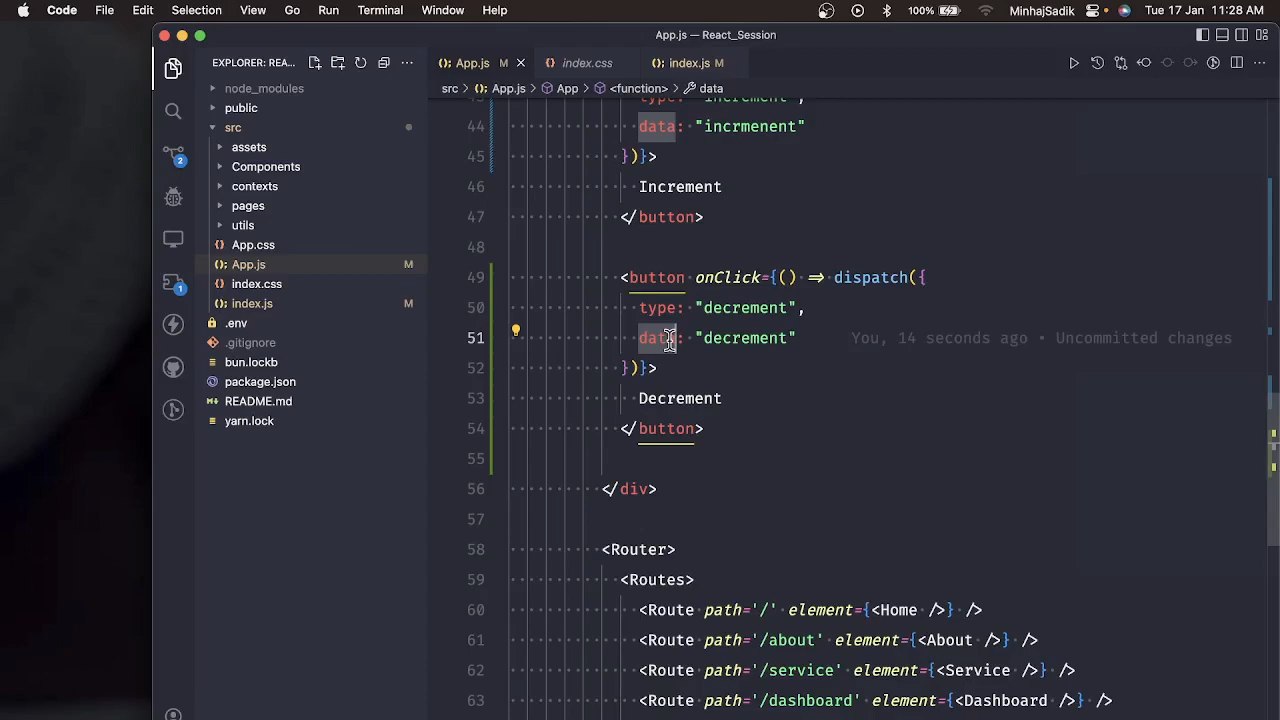 Code File Edit Selection View Go Run Terminal Window Help 100% MinhajSadik Tue 17 Jan 11:28 AM
App.js — React_Session
EXPLORER: REA...
App.js M
index.css
index.js M
src > App.js > App > <function> > data
node_modules
public
src
assets
Components
contexts
pages
utils
App.css
App.js M
index.css
index.js M
.env
.gitignore
bun.lockb
package.json
README.md
yarn.lock
2
1
43 type: "increment",
44 data: "incrmenent"
45 })}>
46 Increment
47 </button>
48
49 <button onClick={() => dispatch({
50 type: "decrement",
51 data: "decrement" You, 14 seconds ago • Uncommitted changes
52 })}>
53 Decrement
54 </button>
55
56 </div>
57
58 <Router>
59 <Routes>
60 <Route path='/' element={<Home />} />
61 <Route path='/about' element={<About />} />
62 <Route path='/service' element={<Service />} />
63 <Route path='/dashboard' element={<Dashboard />} />